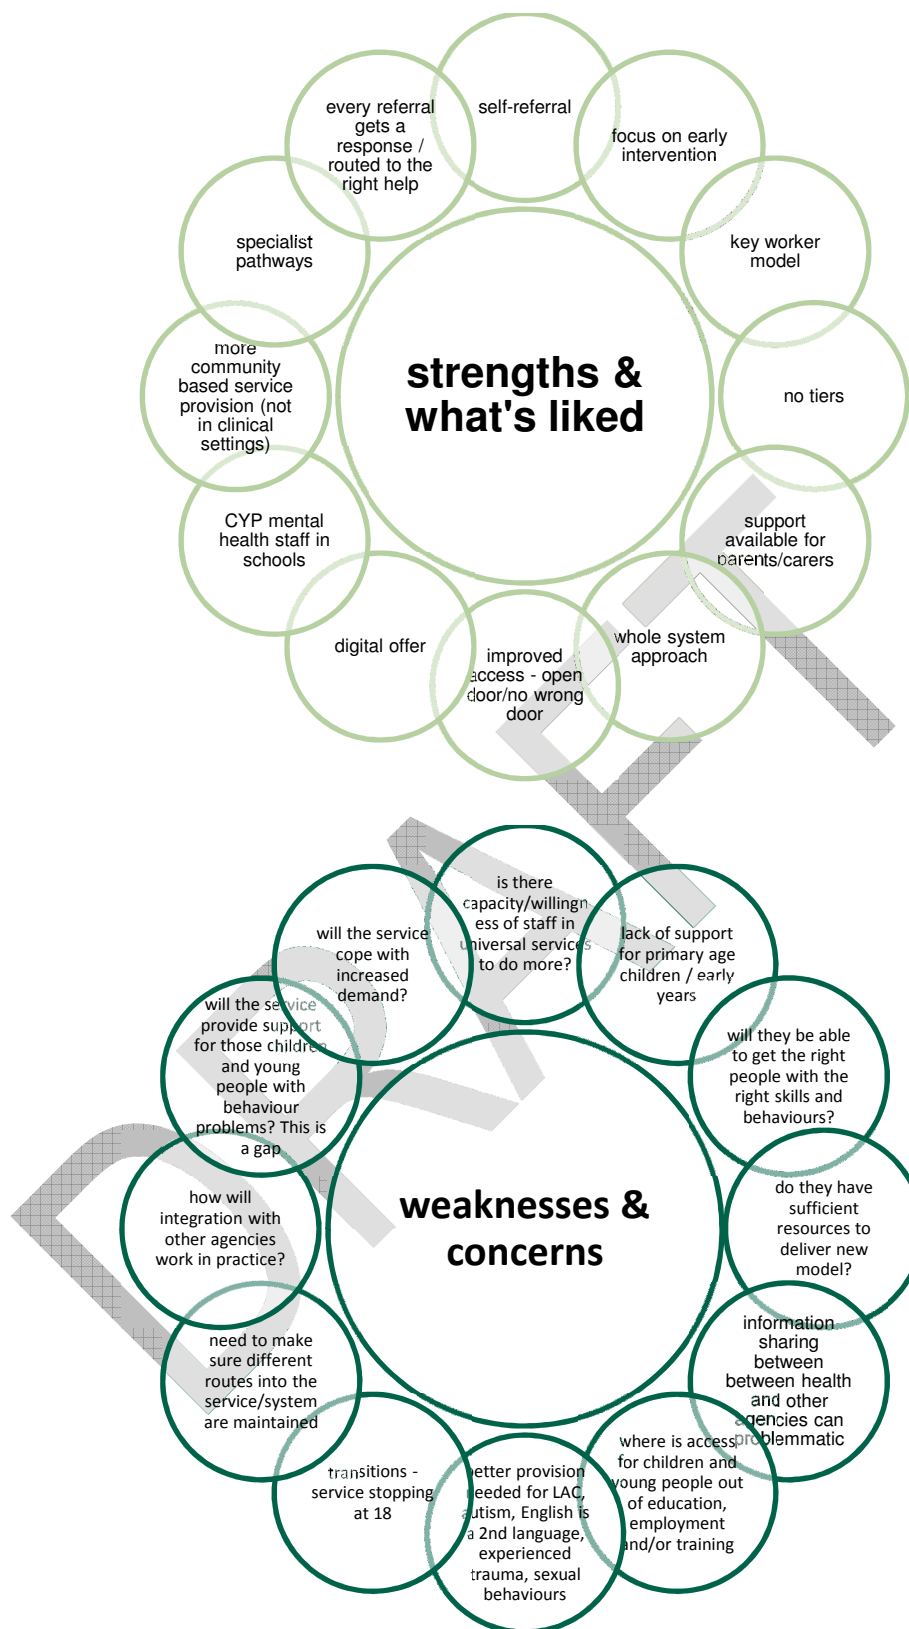 self-referral
focus on early
intervention
key worker
model
no tiers
support
available for
parents/carers
whole system
approach
improved
access - open
door/no wrong
door
digital offer
CYP mental
health staff in
schools
more
community
based service
provision (not
in clinical
settings)
specialist
pathways
every referral
gets a
response /
routed to the
right help
strengths &
what's liked
DRAFT
is there
capacity/willingn
ess of staff in
universal services
to do more?
lack of support
for primary age
children / early
years
will they be able
to get the right
people with the
right skills and
behaviours?
do they have
sufficient
resources to
deliver new
model?
information
sharing
between
between health
and other
agencies can
problemmatic
where is access
for children and
young people out
of education,
employment
and/or training
better provision
needed for LAC,
autism, English is
a 2nd language,
experienced
trauma, sexual
behaviours
transitions -
service stopping
at 18
need to make
sure different
routes into the
service/system
are maintained
how will
integration with
other agencies
work in practice?
will the service
provide support
for those children
and young
people with
behaviour
problems? This is
a gap
will the service
cope with
increased
demand?
weaknesses &
concerns